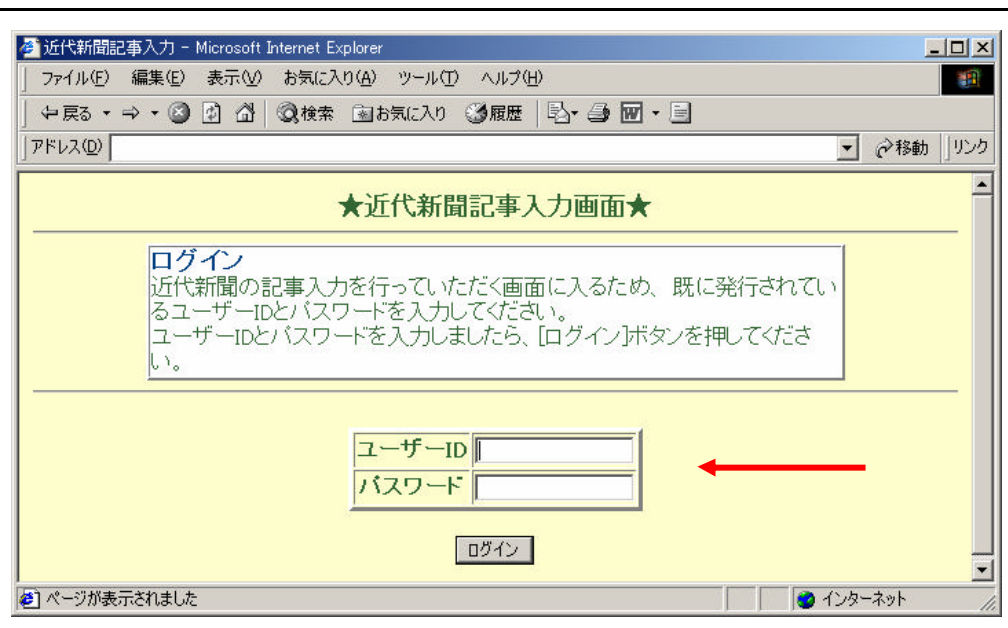 近代新聞記事入力 - Microsoft Internet Explorer
ファイル(F) 編集(E) 表示(V) お気に入り(A) ツール(T) ヘルプ(H)
戻る 検索 お気に入り 履歴
アドレス(D) 移動 リンク
★近代新聞記事入力画面★
ログイン
近代新聞の記事入力を行っていただく画面に入るため、既に発行されてい
るユーザーIDとパスワードを入力してください。
ユーザーIDとパスワードを入力しましたら、[ログイン]ボタンを押してくださ
い。
ユーザーID
パスワード
ログイン
ページが表示されました インターネット